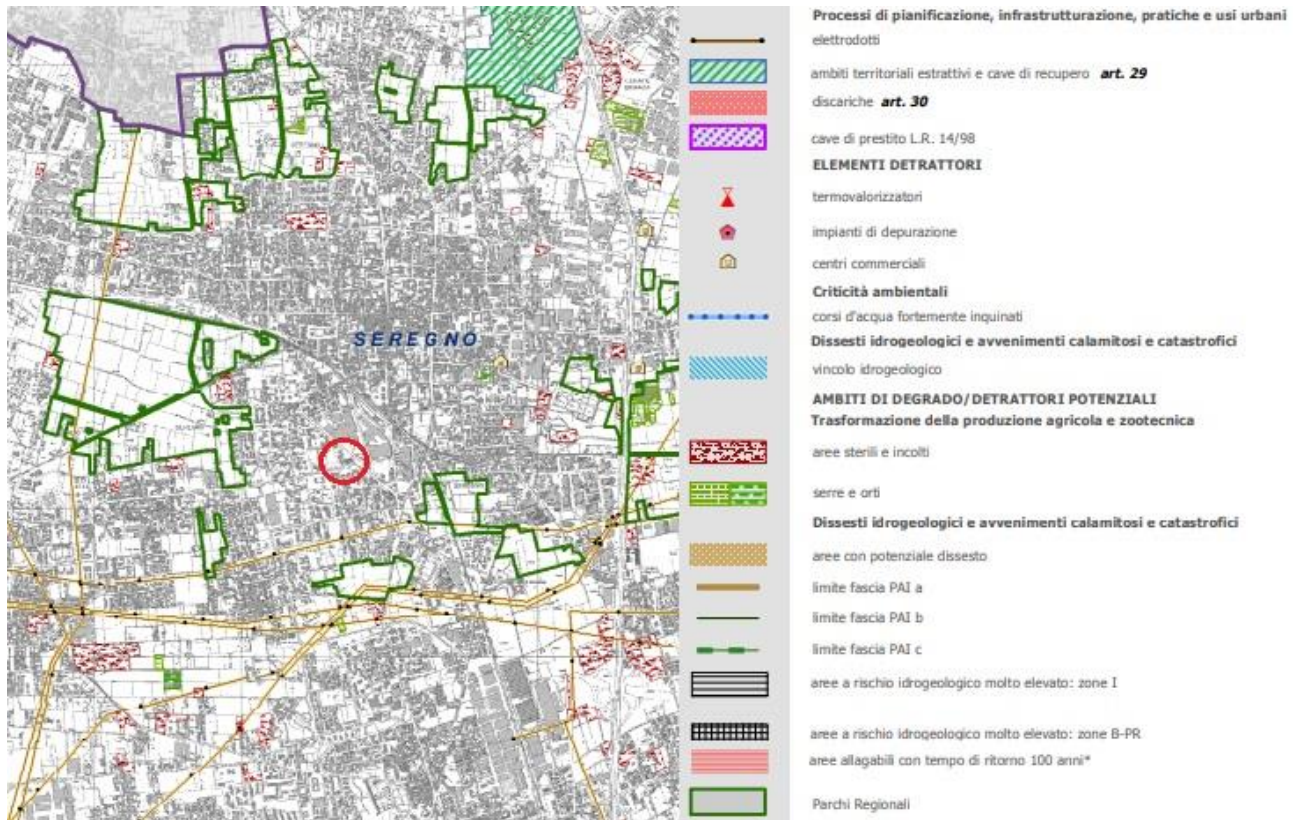 SEREGNO
Processi di pianificazione, infrastrutturazione, pratiche e usi urbani
elettrodotti
ambiti territoriali estrattivi e cave di recupero art. 29
discariche art. 30
cave di prestito L.R. 14/98
ELEMENTI DETRATTORI
termovalorizzatori
impianti di depurazione
centri commerciali
Criticità ambientali
corsi d'acqua fortemente inquinati
Dissesti idrogeologici e avvenimenti calamitosi e catastrofici
vincolo idrogeologico
AMBITI DI DEGRADO/DETRATTORI POTENZIALI
Trasformazione della produzione agricola e zootecnica
aree sterili e incolti
serre e orti
Dissesti idrogeologici e avvenimenti calamitosi e catastrofici
aree con potenziale dissesto
limite fascia PAI a
limite fascia PAI b
limite fascia PAI c
aree a rischio idrogeologico molto elevato: zone I
aree a rischio idrogeologico molto elevato: zone B-PR
aree allagabili con tempo di ritorno 100 anni*
Parchi Regionali